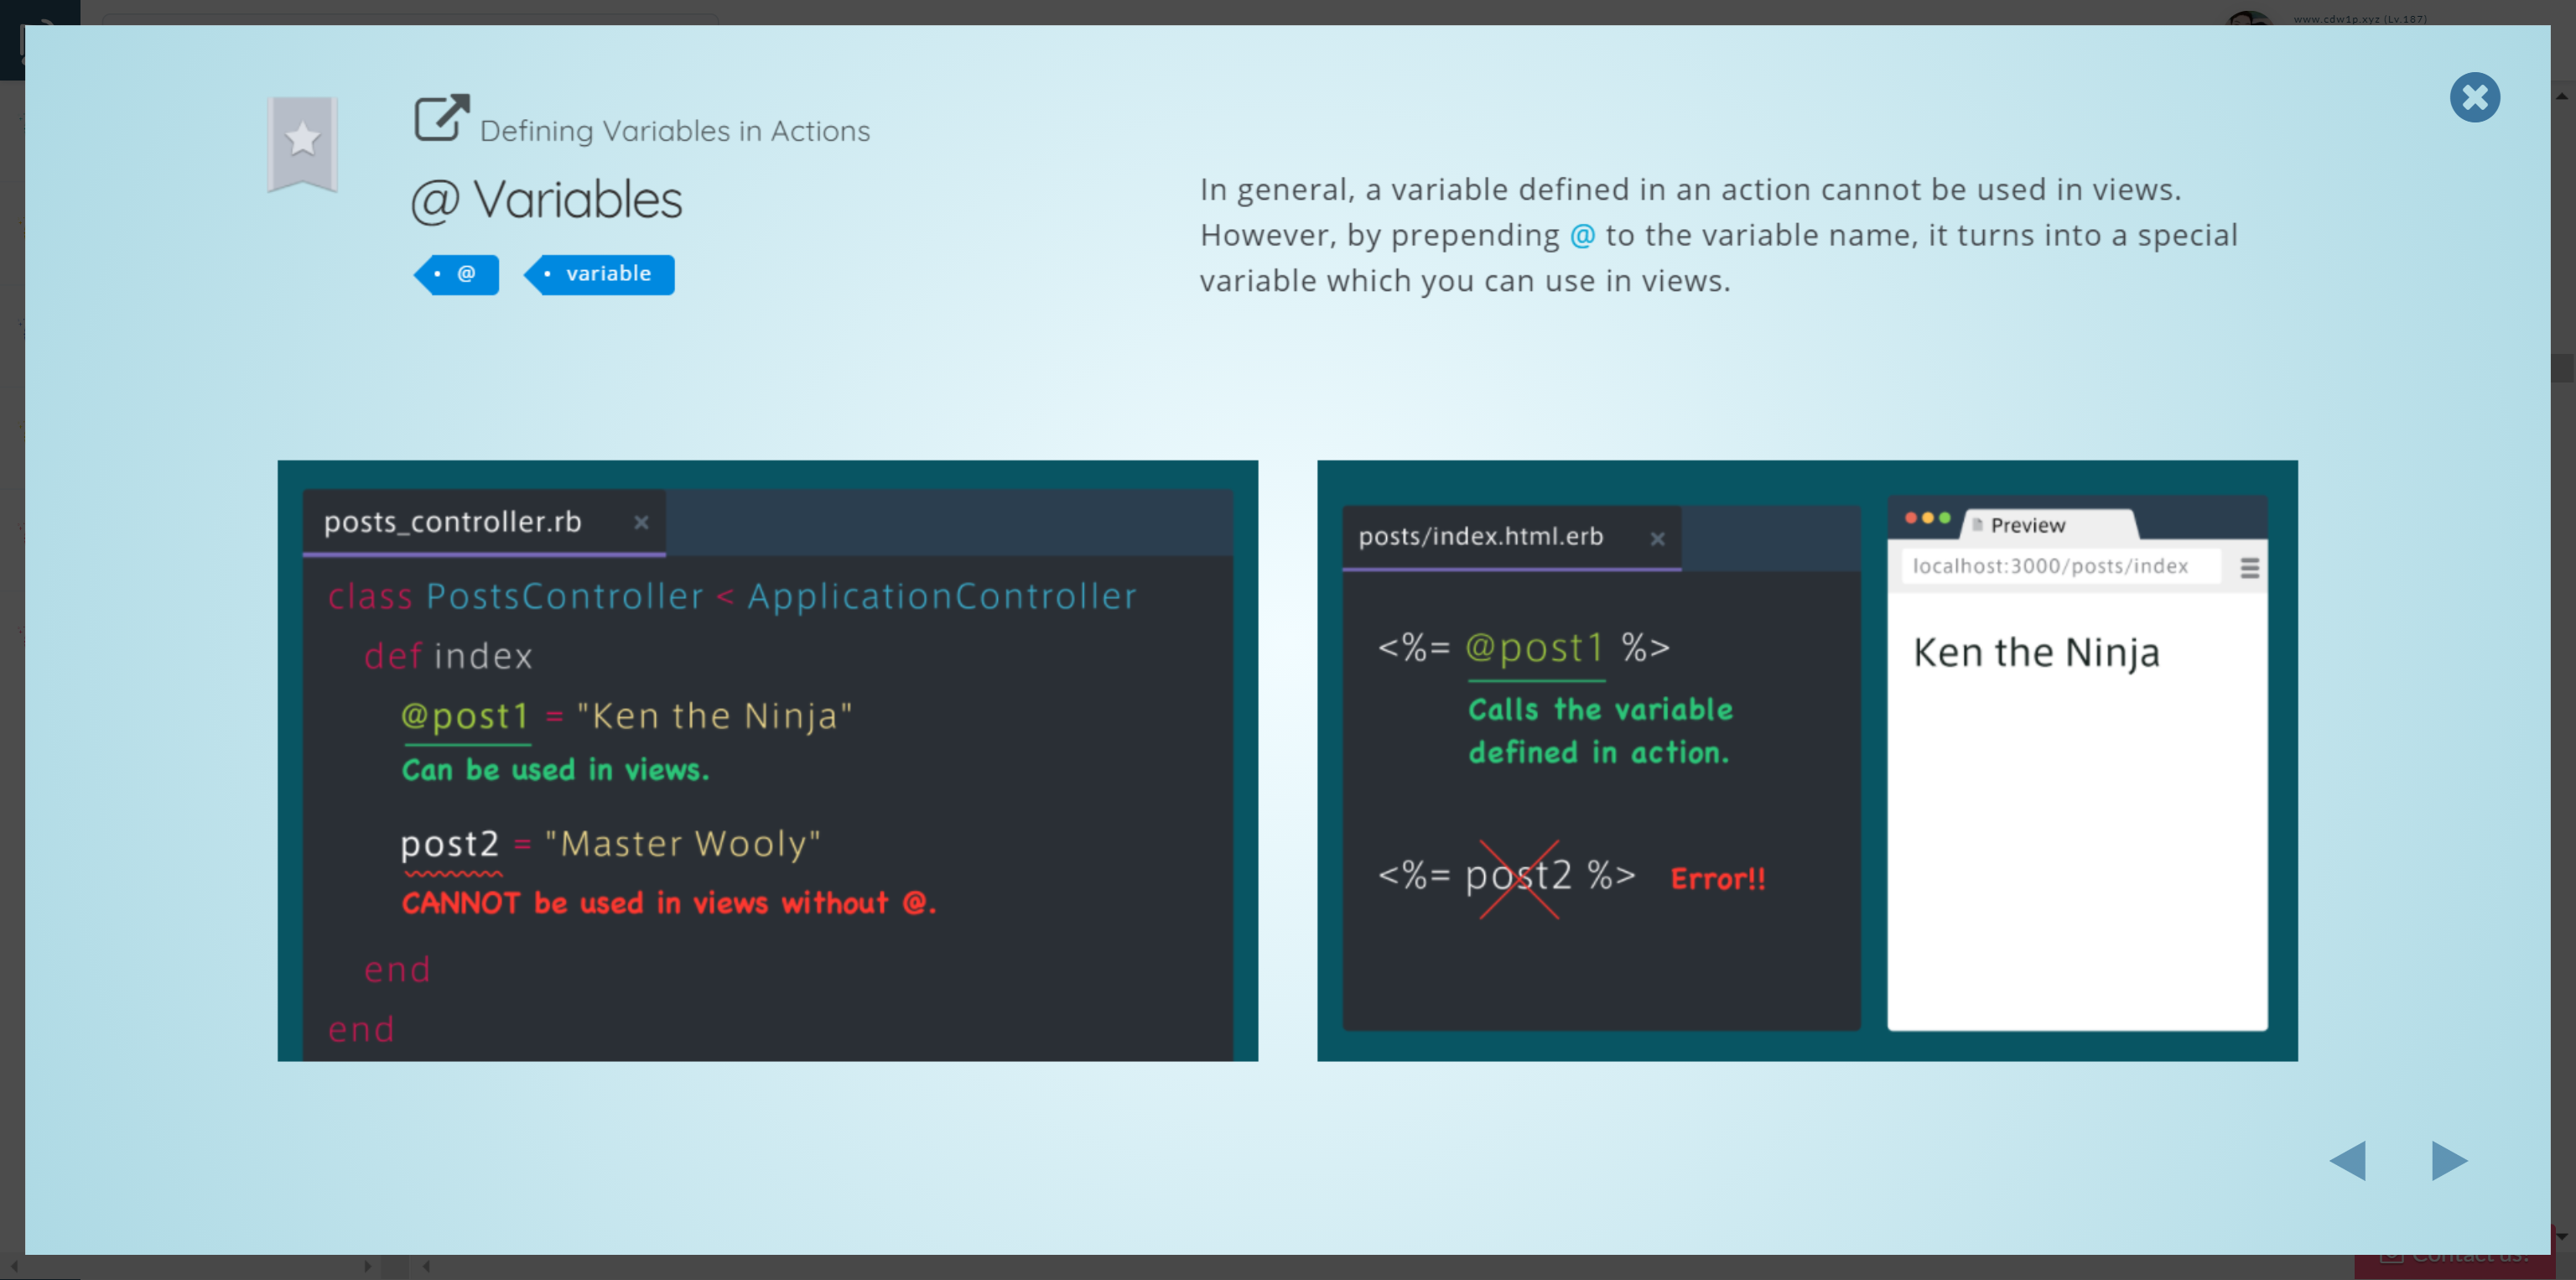 www.cdw1p.xyz (Lv.187)
Defining Variables in Actions
@ Variables
@ variable
In general, a variable defined in an action cannot be used in views.
However, by prepending @ to the variable name, it turns into a special
variable which you can use in views.
posts_controller.rb
class PostsController < ApplicationController
def index
@post1 = "Ken the Ninja"
Can be used in views.
post2 = "Master Wooly"
CANNOT be used in views without @.
end
end
posts/index.html.erb
<%= @post1 %>
Calls the variable
defined in action.
<%= post2 %> Error!!
Preview
localhost:3000/posts/index
Ken the Ninja
Contact us!